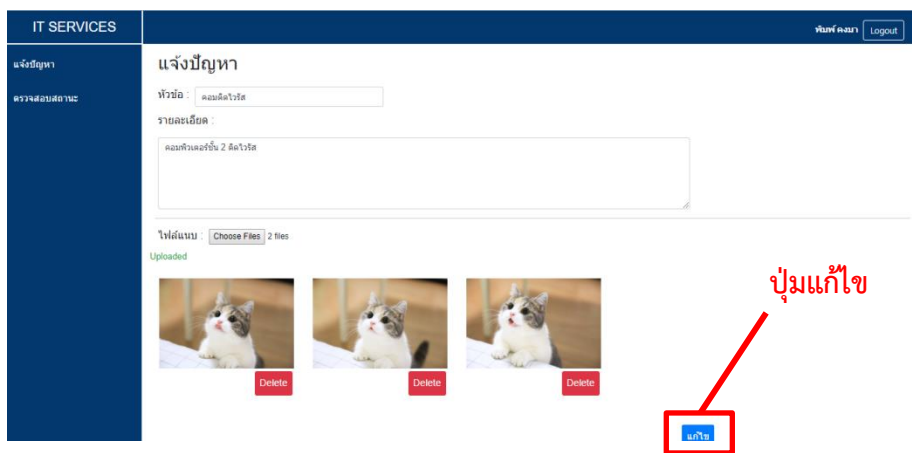 IT SERVICES
พิมพ์ คงมา Logout
แจ้งปัญหา
ตรวจสอบสถานะ
แจ้งปัญหา
หัวข้อ : คอมติดไวรัส
รายละเอียด :
คอมพิวเตอร์ชั้น 2 ติดไวรัส
ไฟล์แนบ : Choose Files 2 files
Uploaded
Delete Delete Delete
ปุ่มแก้ไข
แก้ไข